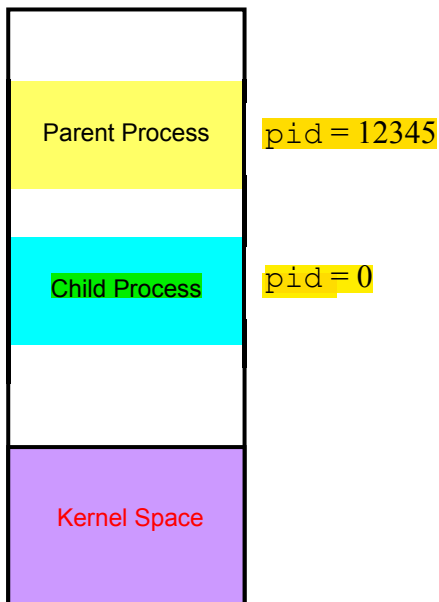 Parent Process
pid = 12345
Child Process
pid = 0
Kernel Space